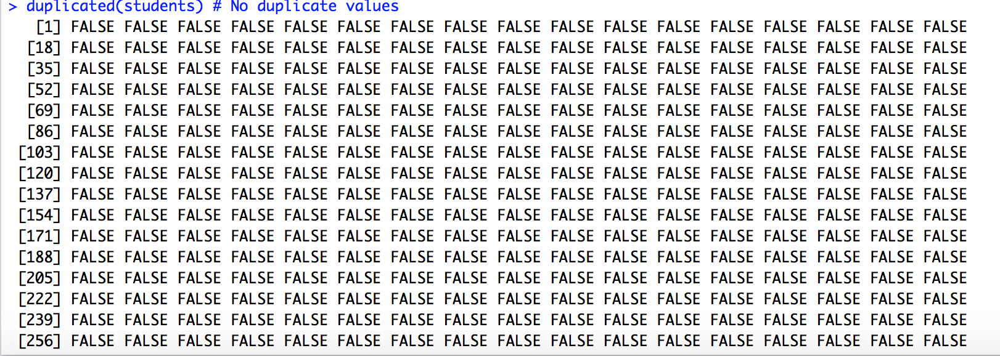 > duplicated(students) # No duplicate values
[1] FALSE FALSE FALSE FALSE FALSE FALSE FALSE FALSE FALSE FALSE FALSE FALSE FALSE FALSE FALSE FALSE FALSE
[18] FALSE FALSE FALSE FALSE FALSE FALSE FALSE FALSE FALSE FALSE FALSE FALSE FALSE FALSE FALSE FALSE FALSE
[35] FALSE FALSE FALSE FALSE FALSE FALSE FALSE FALSE FALSE FALSE FALSE FALSE FALSE FALSE FALSE FALSE FALSE
[52] FALSE FALSE FALSE FALSE FALSE FALSE FALSE FALSE FALSE FALSE FALSE FALSE FALSE FALSE FALSE FALSE FALSE
[69] FALSE FALSE FALSE FALSE FALSE FALSE FALSE FALSE FALSE FALSE FALSE FALSE FALSE FALSE FALSE FALSE FALSE
[86] FALSE FALSE FALSE FALSE FALSE FALSE FALSE FALSE FALSE FALSE FALSE FALSE FALSE FALSE FALSE FALSE FALSE
[103] FALSE FALSE FALSE FALSE FALSE FALSE FALSE FALSE FALSE FALSE FALSE FALSE FALSE FALSE FALSE FALSE FALSE
[120] FALSE FALSE FALSE FALSE FALSE FALSE FALSE FALSE FALSE FALSE FALSE FALSE FALSE FALSE FALSE FALSE FALSE
[137] FALSE FALSE FALSE FALSE FALSE FALSE FALSE FALSE FALSE FALSE FALSE FALSE FALSE FALSE FALSE FALSE FALSE
[154] FALSE FALSE FALSE FALSE FALSE FALSE FALSE FALSE FALSE FALSE FALSE FALSE FALSE FALSE FALSE FALSE FALSE
[171] FALSE FALSE FALSE FALSE FALSE FALSE FALSE FALSE FALSE FALSE FALSE FALSE FALSE FALSE FALSE FALSE FALSE
[188] FALSE FALSE FALSE FALSE FALSE FALSE FALSE FALSE FALSE FALSE FALSE FALSE FALSE FALSE FALSE FALSE FALSE
[205] FALSE FALSE FALSE FALSE FALSE FALSE FALSE FALSE FALSE FALSE FALSE FALSE FALSE FALSE FALSE FALSE FALSE
[222] FALSE FALSE FALSE FALSE FALSE FALSE FALSE FALSE FALSE FALSE FALSE FALSE FALSE FALSE FALSE FALSE FALSE
[239] FALSE FALSE FALSE FALSE FALSE FALSE FALSE FALSE FALSE FALSE FALSE FALSE FALSE FALSE FALSE FALSE FALSE
[256] FALSE FALSE FALSE FALSE FALSE FALSE FALSE FALSE FALSE FALSE FALSE FALSE FALSE FALSE FALSE FALSE FALSE